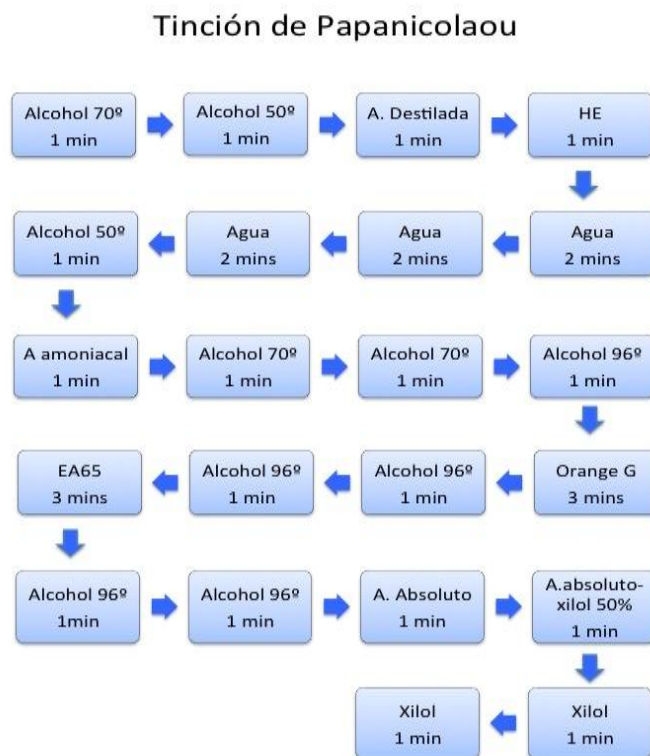 Tinción de Papanicolaou
Alcohol 70º
1 min
Alcohol 50º
1 min
A. Destilada
1 min
HE
1 min
Agua
2 mins
Agua
2 mins
Agua
2 mins
Alcohol 50º
1 min
A amoniacal
1 min
Alcohol 70º
1 min
Alcohol 70º
1 min
Alcohol 96º
1 min
Orange G
3 mins
Alcohol 96º
1 min
Alcohol 96º
1 min
EA65
3 mins
Alcohol 96º
1min
Alcohol 96º
1 min
A. Absoluto
1 min
A.absoluto-
xilol 50%
1 min
Xilol
1 min
Xilol
1 min